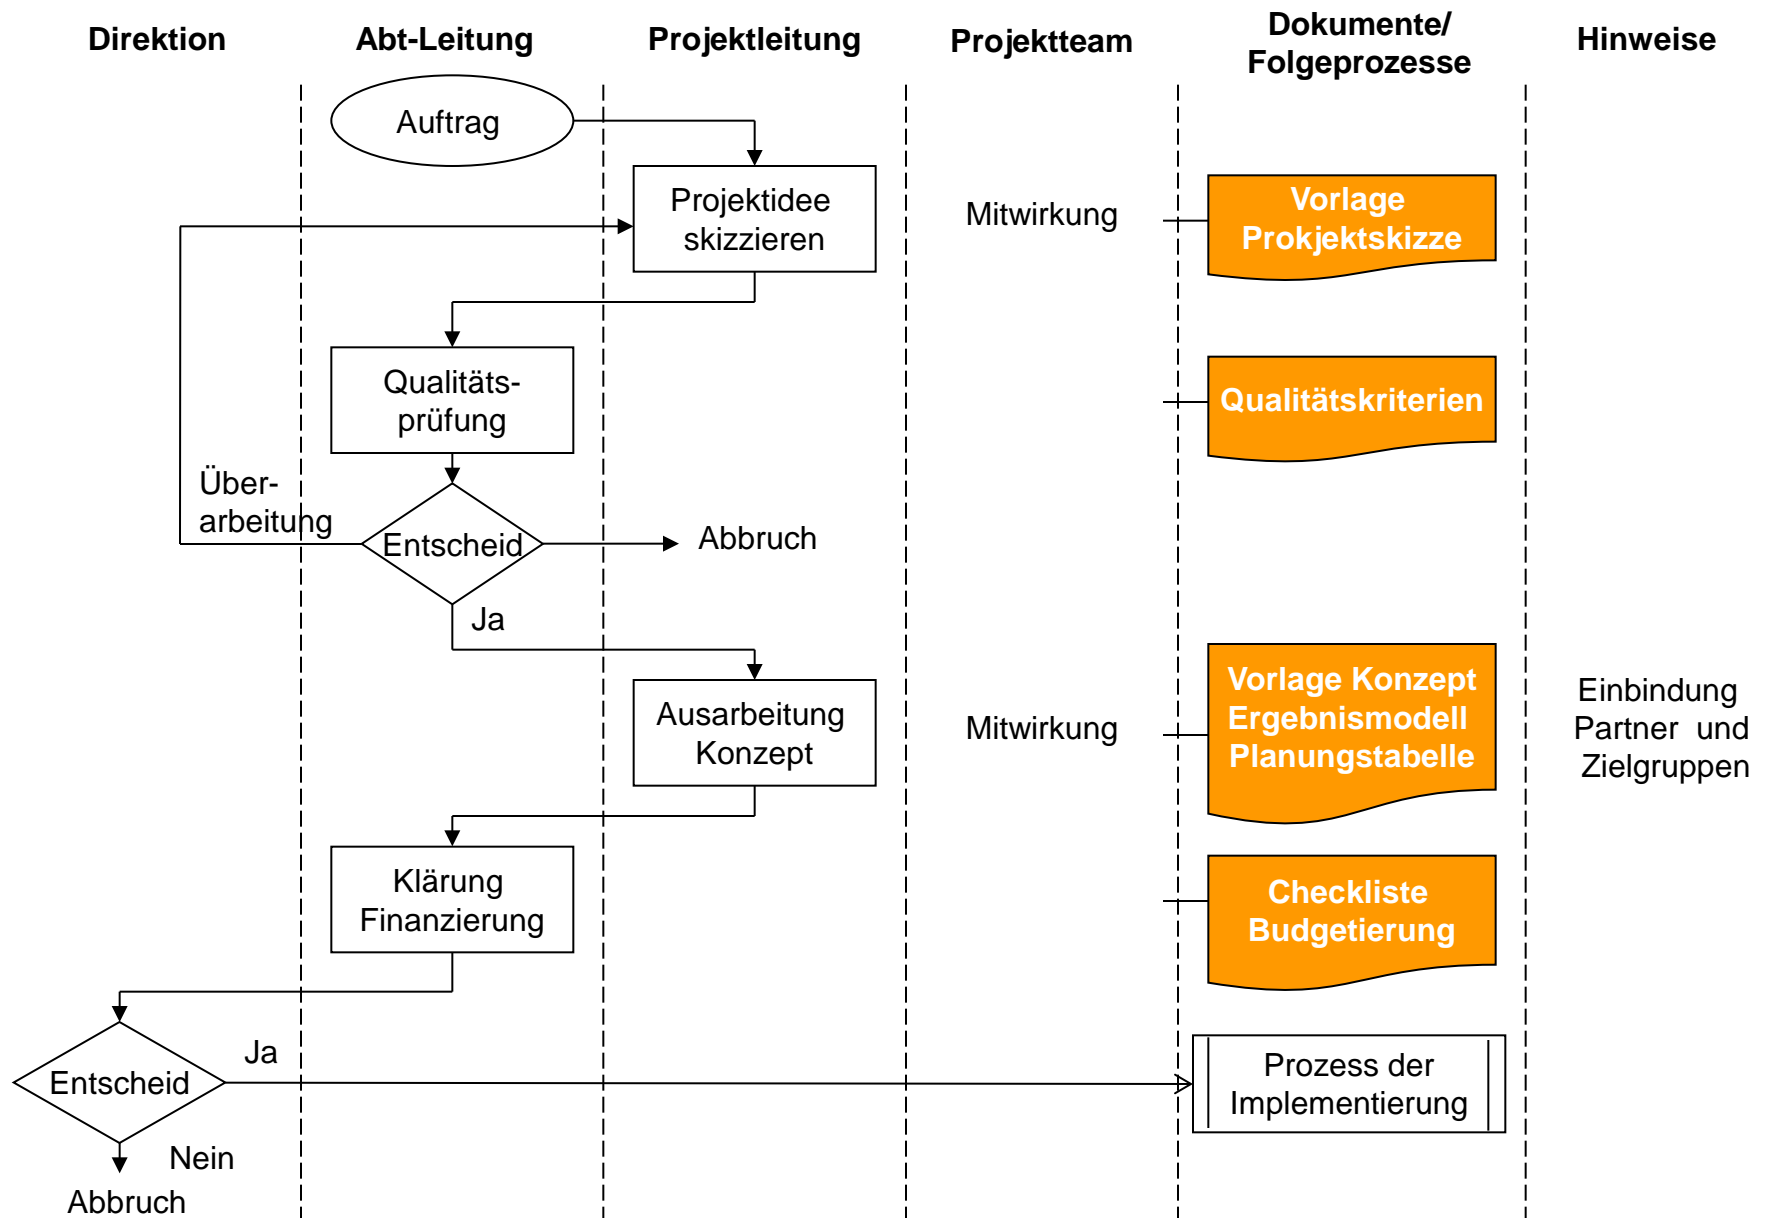 Direktion
Abt-Leitung
Projektleitung
Projektteam
Dokumente/
Folgeprozesse
Hinweise
Auftrag
Projektidee
skizzieren
Mitwirkung
Vorlage
Prokjektskizze
Qualitäts-
prüfung
Qualitätskriterien
Über-
arbeitung
Entscheid
Abbruch
Ja
Ausarbeitung
Konzept
Mitwirkung
Vorlage Konzept
Ergebnismodell
Planungstabelle
Einbindung
Partner und
Zielgruppen
Klärung
Finanzierung
Checkliste
Budgetierung
Entscheid
Ja
Prozess der
Implementierung
Nein
Abbruch